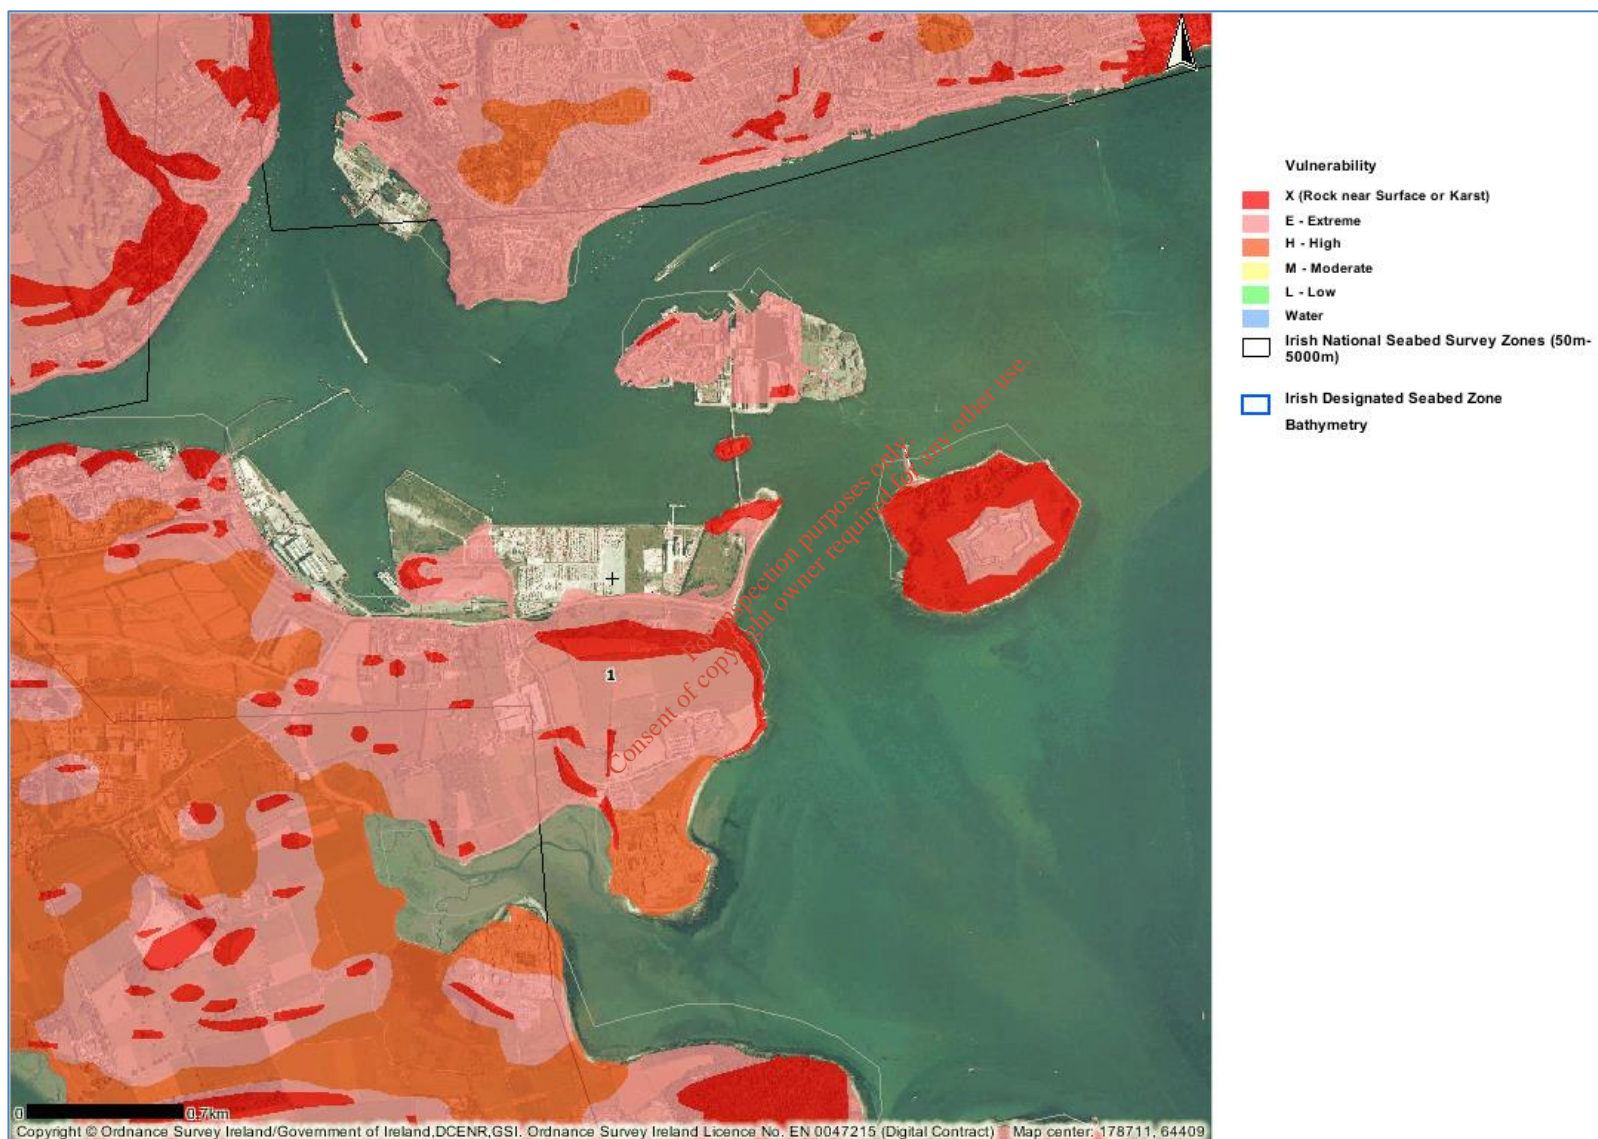 Vulnerability
X (Rock near Surface or Karst)
E - Extreme
H - High
M - Moderate
L - Low
Water
Irish National Seabed Survey Zones (50m-
5000m)
Irish Designated Seabed Zone
Bathymetry
For inspection purposes only.
Consent of copyright owner required for any other use.
1
0 0.7km
Copyright © Ordnance Survey Ireland/Government of Ireland,DCENR,GSI. Ordnance Survey Ireland Licence No. EN 0047215 (Digital Contract) Map center: 178711, 64409